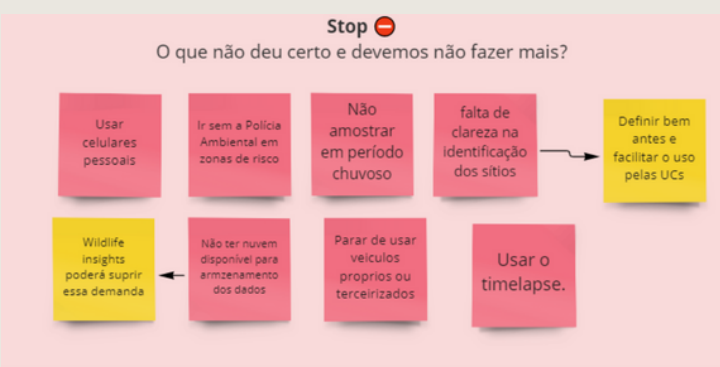 Stop ⛔
O que não deu certo e devemos não fazer mais?
Usar
celulares
pessoais
Ir sem a Polícia
Ambiental em
zonas de risco
Não
amostrar
em período
chuvoso
falta de
clareza na
identificação
dos sítios
Definir bem
antes e
facilitar o uso
pelas UCs
Wildlife
insights
poderá suprir
essa demanda
Não ter nuvem
disponível para
armzenamento
dos dados
Parar de usar
veiculos
proprios ou
terceirizados
Usar o
timelapse.